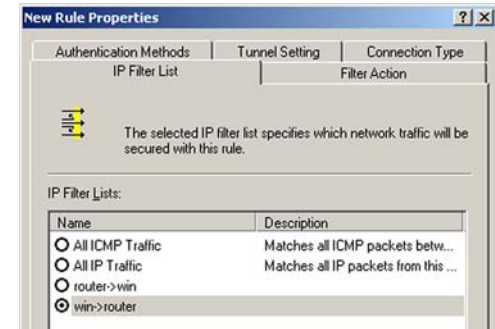 New Rule Properties
Authentication Methods Tunnel Setting Connection Type
IP Filter List Filter Action
The selected IP filter list specifies which network traffic will be
secured with this rule.
IP Filter Lists:
Name Description
All ICMP Traffic Matches all ICMP packets betw...
All IP Traffic Matches all IP packets from this ...
router->win
win->router